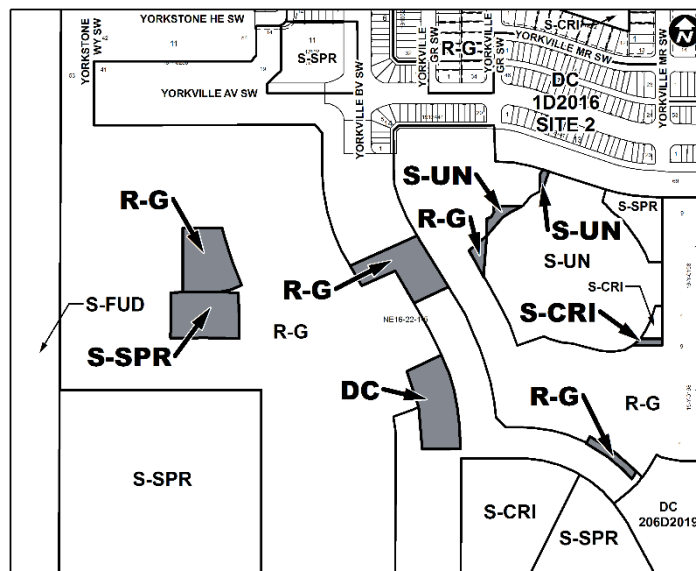 YORKSTONE HE SW
YORKSTONE
WY SW
S-SPR
YORKVILLE AV SW
YORKVILLE BV SW
YORKVILLE
GR SW
R-G
YORKVILLE
GR SW
S-CRI
YORKVILLE MR SW
YORKVILLE MR SW
N
DC
1D2016
SITE 2
R-G
S-UN
R-G
S-UN
S-SPR
S-UN
S-FUD
S-SPR
R-G
R-G
NE16-22-1-5
S-CRI
S-CRI
DC
R-G
R-G
S-SPR
S-CRI
S-SPR
DC
206D2019